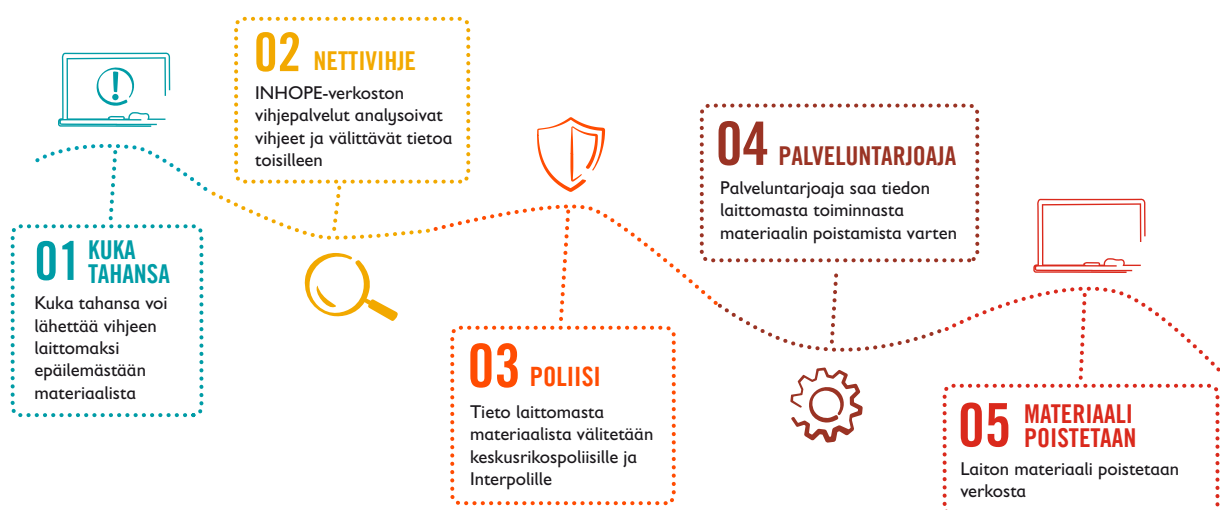 01 KUKA
TAHANSA
Kuka tahansa voi
lähettää vihjeen
laittomaksi
epäilemästään
materiaalista
02 NETTIVIHJE
INHOPE-verkoston
vihjepalvelut analysoivat
vihjeet ja välittävät tietoa
toisilleen
03 POLIISI
Tieto laittomasta
materiaalista välitetään
keskusrikospoliisille ja
Interpolille
04 PALVELUNTARJOAJA
Palveluntarjoaja saa tiedon
laittomasta toiminnasta
materiaalin poistamista varten
05 MATERIAALI
POISTETAAN
Laiton materiaali poistetaan
verkosta